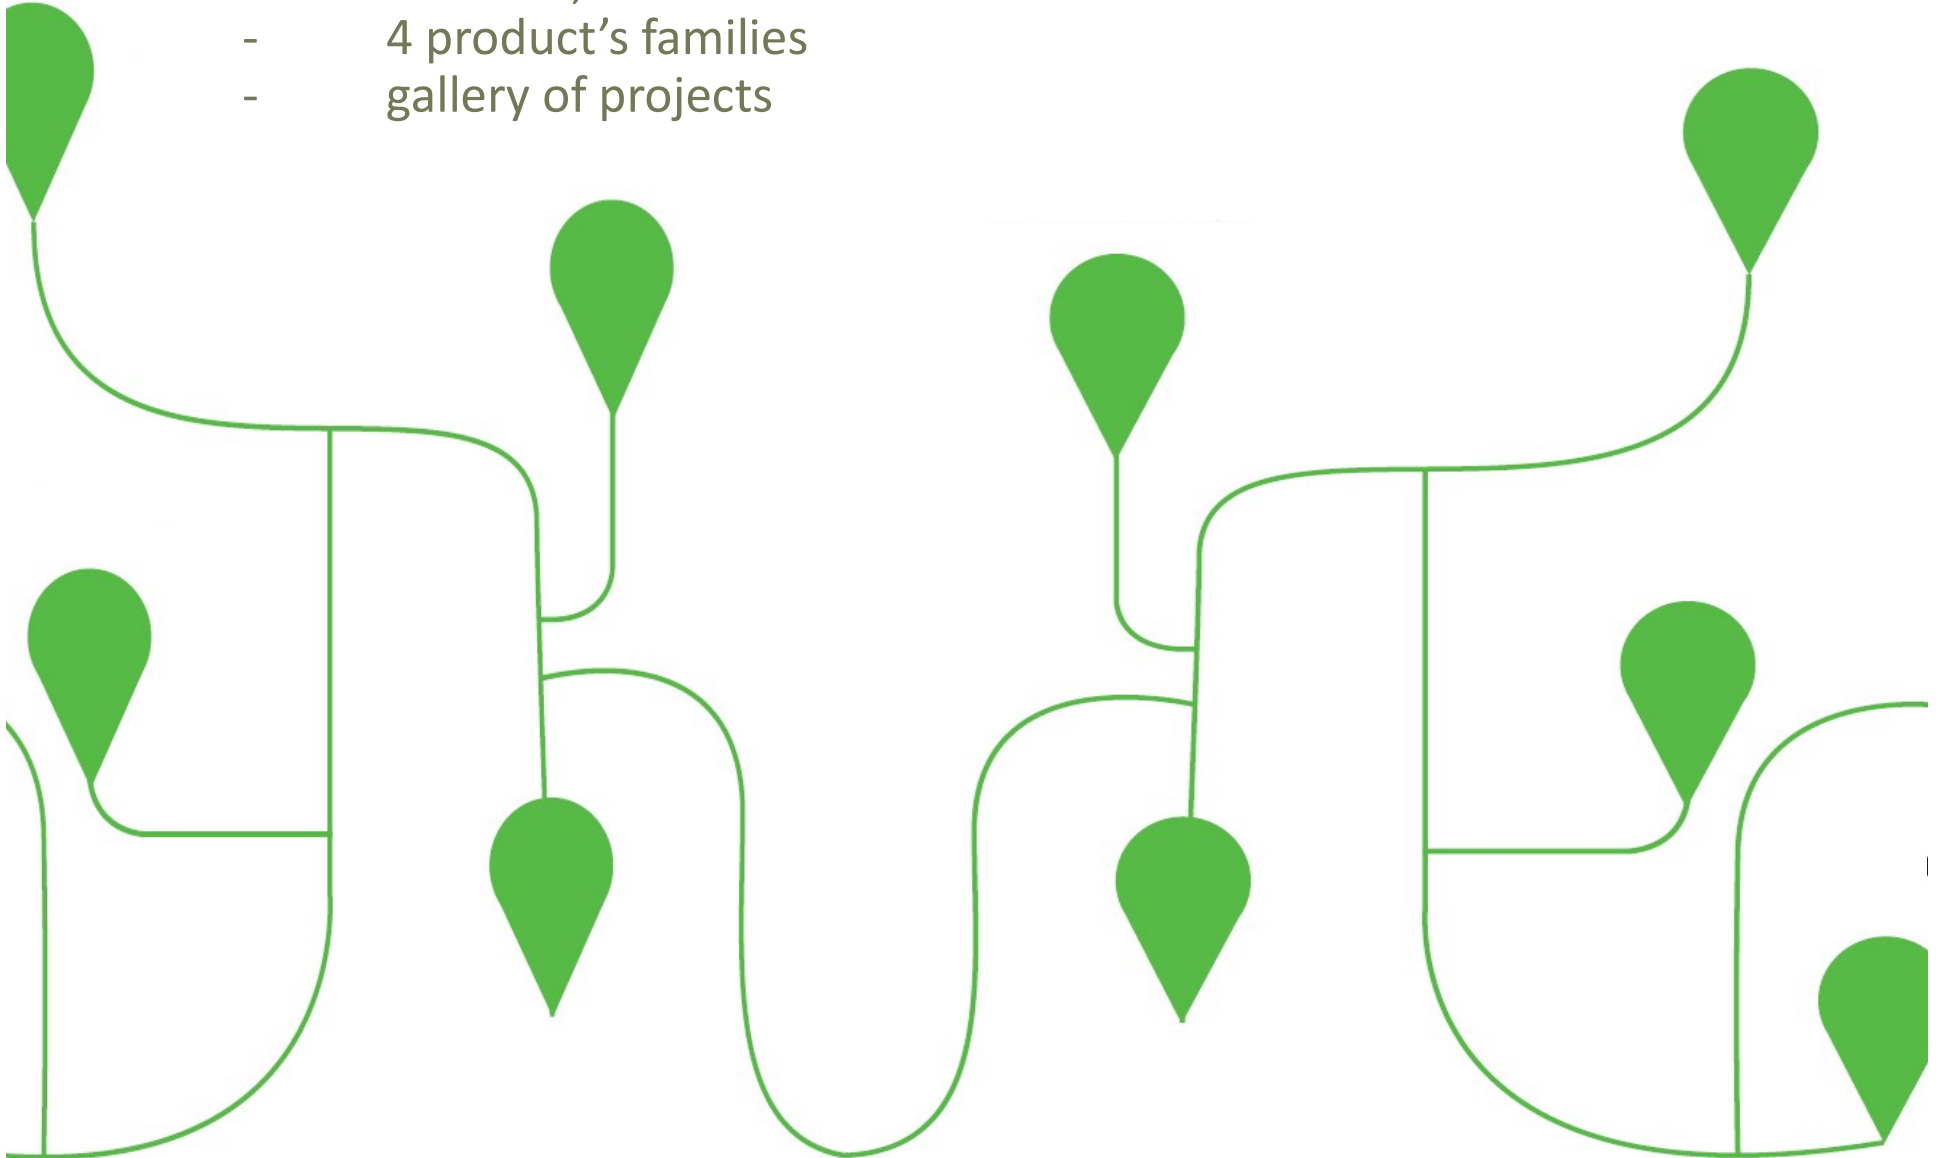 - 4 product’s families
- gallery of projects